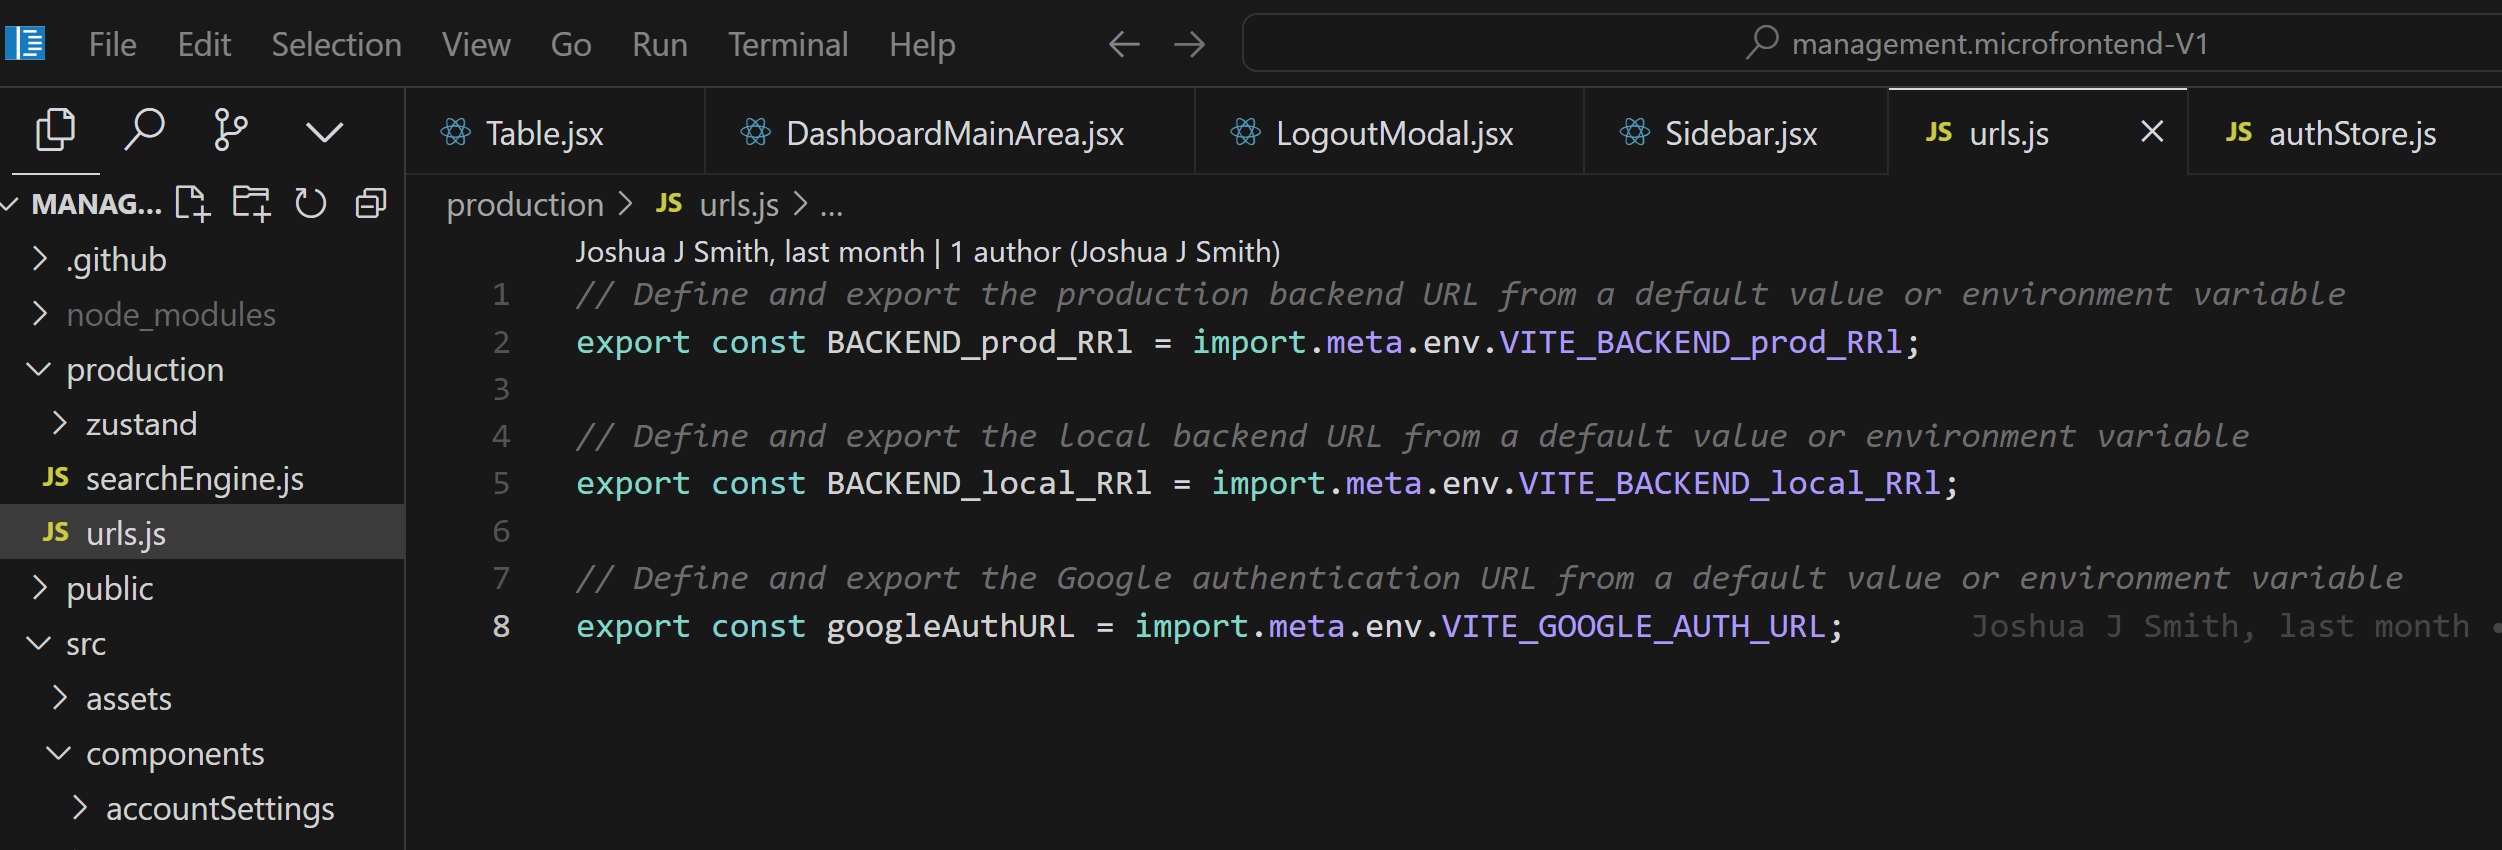 File Edit Selection View Go Run Terminal Help management.microfrontend-V1
Table.jsx DashboardMainArea.jsx LogoutModal.jsx Sidebar.jsx JS urls.js JS authStore.js
MANAG...
.github
node_modules
production
zustand
JS searchEngine.js
JS urls.js
public
src
assets
components
accountSettings
production > JS urls.js > ...
Joshua J Smith, last month | 1 author (Joshua J Smith)
1 // Define and export the production backend URL from a default value or environment variable
2 export const BACKEND_prod_RRl = import.meta.env.VITE_BACKEND_prod_RRl;
3
4 // Define and export the local backend URL from a default value or environment variable
5 export const BACKEND_local_RRl = import.meta.env.VITE_BACKEND_local_RRl;
6
7 // Define and export the Google authentication URL from a default value or environment variable
8 export const googleAuthURL = import.meta.env.VITE_GOOGLE_AUTH_URL; Joshua J Smith, last month •